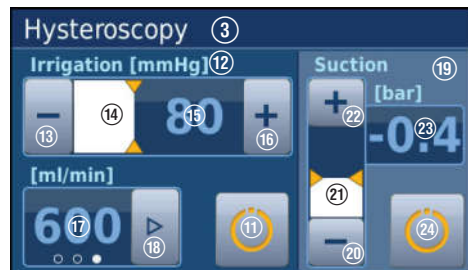 Hysteroscopy ③
Irrigation [mmHg] ⑫
⑬ − ⑭ 80 ⑮ + ⑯
[ml/min]
600 ⑰ ⑱ ⑪
Suction ⑲
+ ㉒ [bar]
-0.4 ㉓
㉑
− ⑳ ㉔